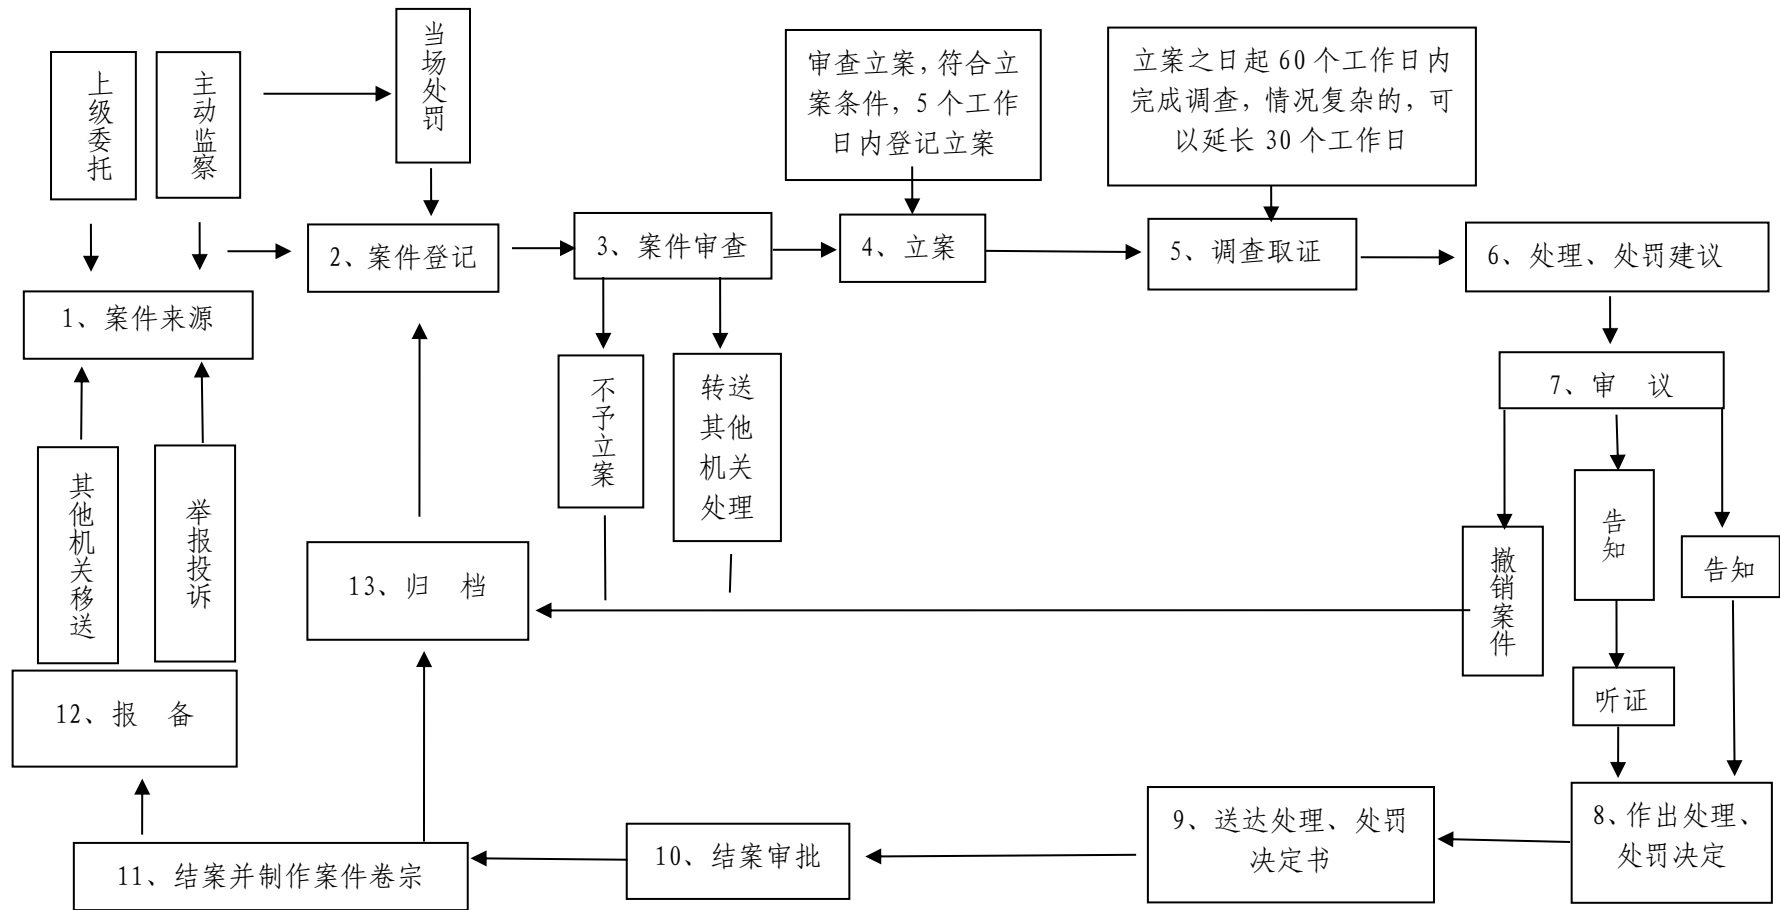 上级委托
主动监察
当场处罚
审查立案，符合立
案条件，5 个工作
日内登记立案
立案之日起 60 个工作日内
完成调查，情况复杂的，可
以延长 30 个工作日
1、案件来源
2、案件登记
3、案件审查
4、立案
5、调查取证
6、处理、处罚建议
不予立案
转送
其他
机关
处理
7、审　议
其他机关移送
举报投诉
撤销案件
告知
告知
听证
13、归　档
12、报　备
11、结案并制作案件卷宗
10、结案审批
9、送达处理、处罚
决定书
8、作出处理、
处罚决定